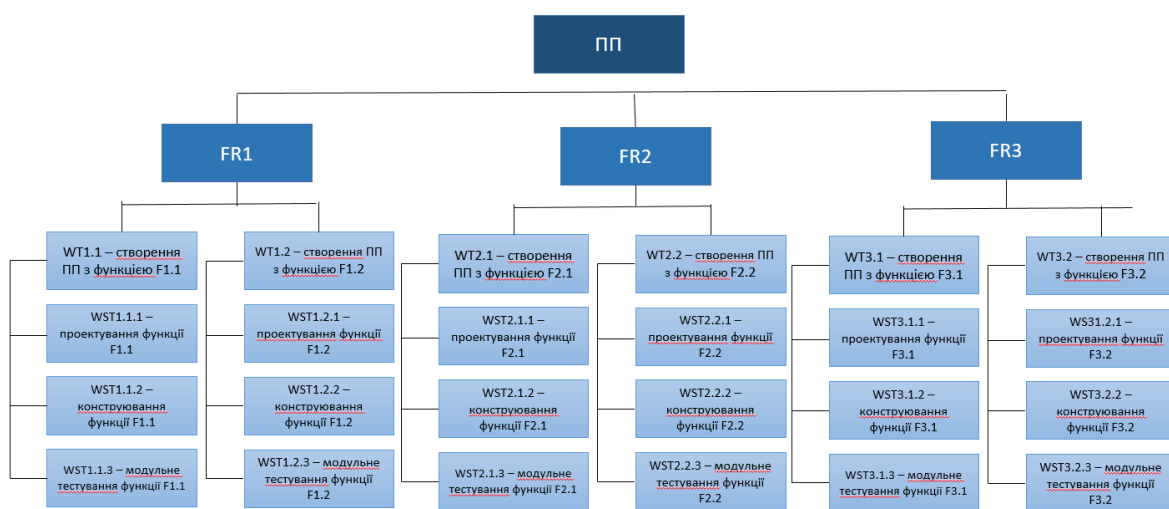 ПП
FR1
FR2
FR3
WT1.1 – створення
ПП з функцією F1.1
WT1.2 – створення ПП
з функцією F1.2
WT2.1 – створення
ПП з функцією F2.1
WT2.2 – створення ПП
з функцією F2.2
WT3.1 – створення
ПП з функцією F3.1
WT3.2 – створення ПП
з функцією F3.2
WST1.1.1 –
проектування функції
F1.1
WST1.2.1 –
проектування функції
F1.2
WST2.1.1 –
проектування функції
F2.1
WST2.2.1 –
проектування функції
F2.2
WST3.1.1 –
проектування функції
F3.1
WS31.2.1 –
проектування функції
F3.2
WST1.1.2 –
конструювання
функції F1.1
WST1.2.2 –
конструювання
функції F1.2
WST2.1.2 –
конструювання
функції F2.1
WST2.2.2 –
конструювання
функції F2.2
WST3.1.2 –
конструювання
функції F3.1
WST3.2.2 –
конструювання
функції F3.2
WST1.1.3 – модульне
тестування функції F1.1
WST1.2.3 – модульне
тестування функції
F1.2
WST2.1.3 – модульне
тестування функції F2.1
WST2.2.3 – модульне
тестування функції
F2.2
WST3.1.3 – модульне
тестування функції F3.1
WST3.2.3 – модульне
тестування функції
F3.2